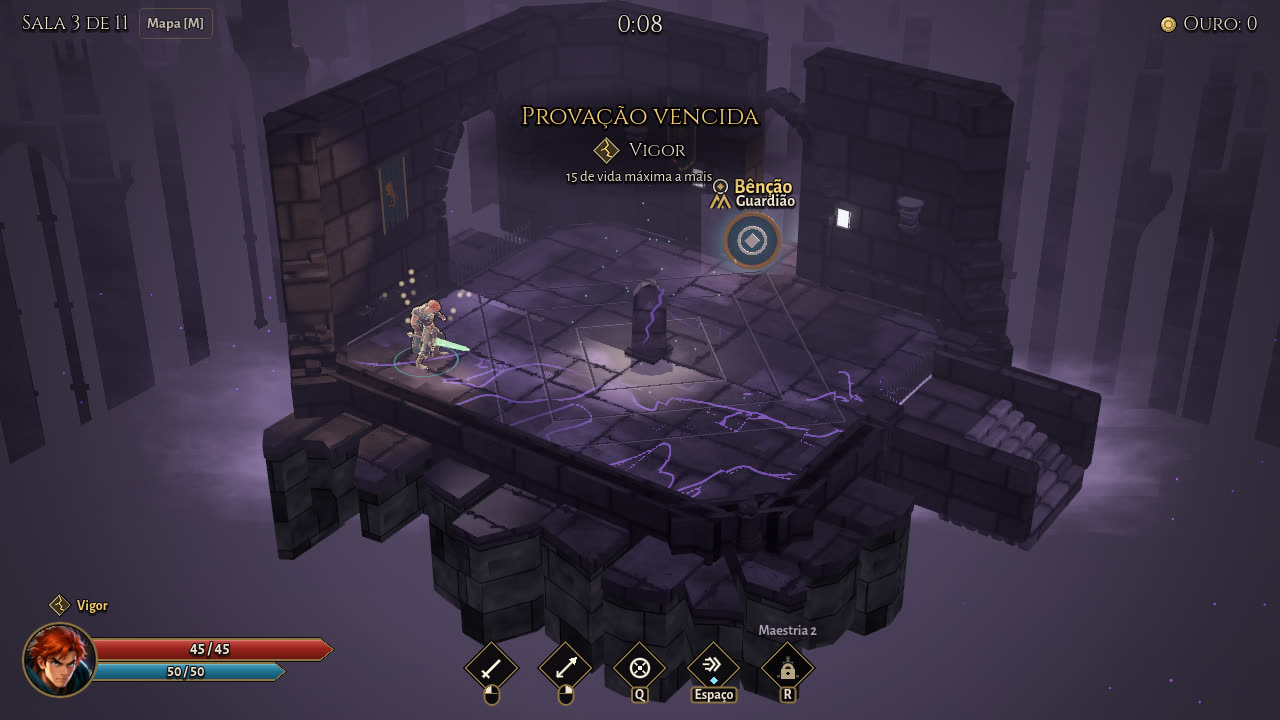 Sala 3 de 11
Mapa [M]
0:08
Ouro: 0
Provação vencida
Vigor
15 de vida máxima a mais
Bênção
Guardião
Vigor
45/45
50/50
Maestria 2
Q
Espaço
R